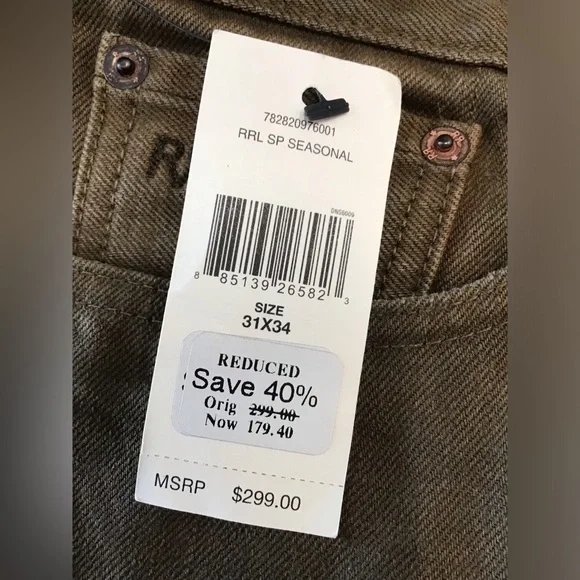 782820976001
RRL SP SEASONAL
DNS0009
8 85139 26582 3
SIZE
31X34
REDUCED
Save 40%
Orig 299.00
Now 179.40
MSRP $299.00